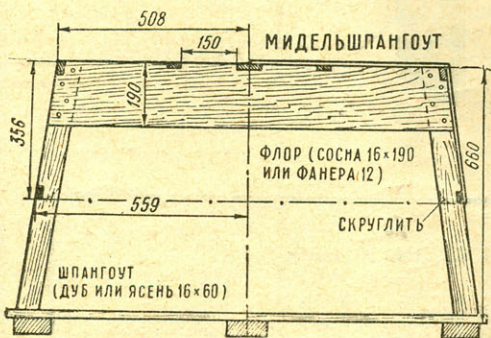 508
150
МИДЕЛЬШПАНГОУТ
190
356
660
ФЛОР (СОСНА 16×190
ИЛИ ФАНЕРА 12)
559
СКРУГЛИТЬ
ШПАНГОУТ
(ДУБ ИЛИ ЯСЕНЬ 16×60)